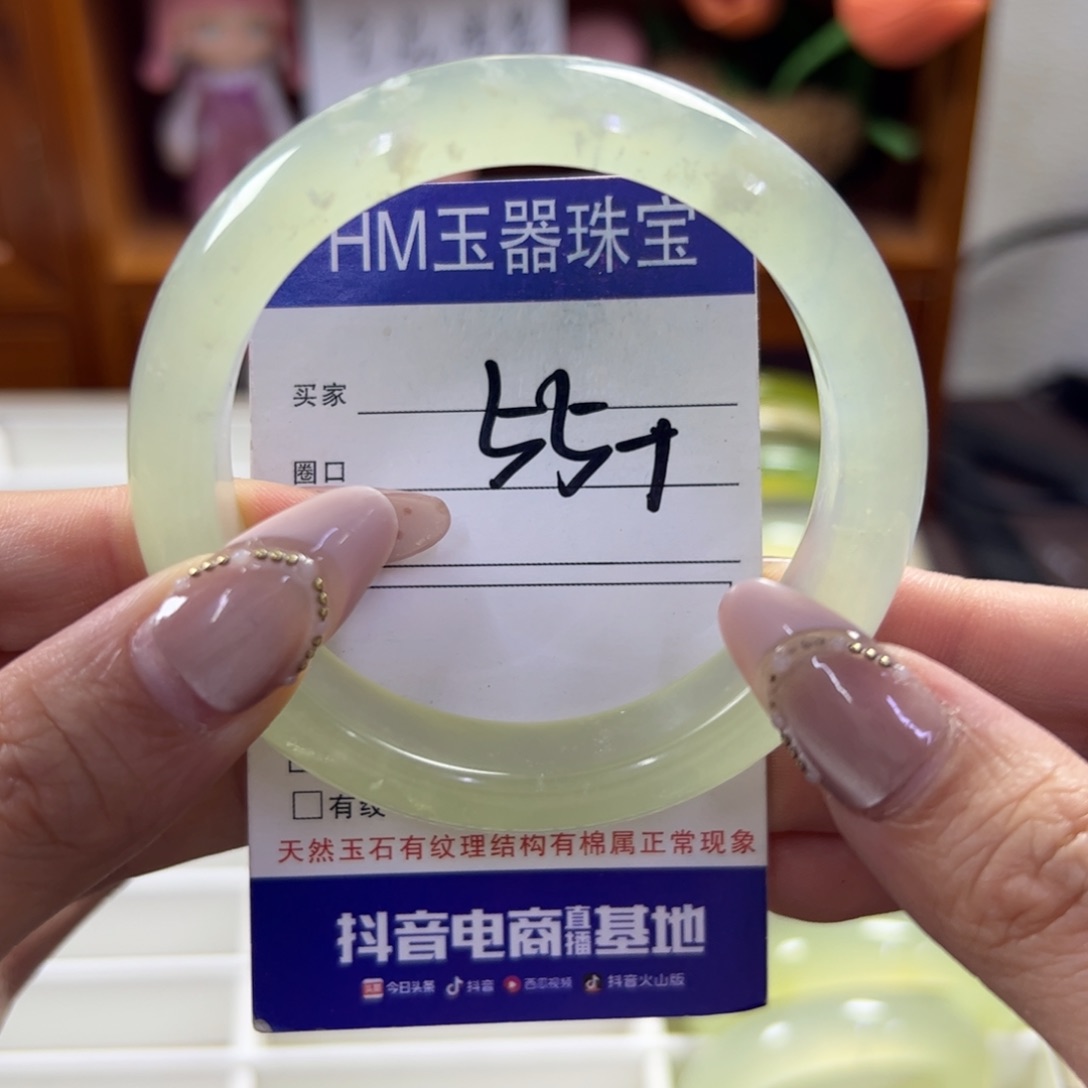 HM玉器珠宝
买家
55+
圈口
有纹
天然玉石有纹理结构有棉属正常现象
抖音电商直播基地
头条 今日头条 抖音 西瓜视频 抖音火山版